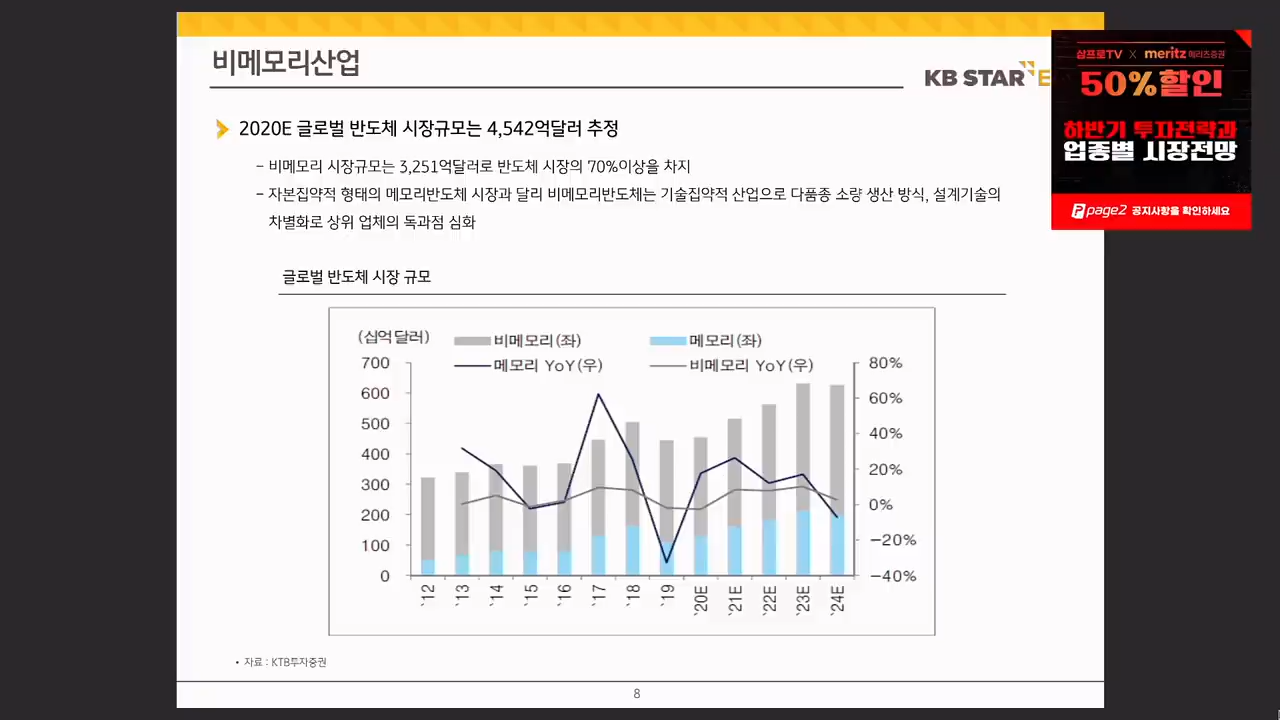 비메모리산업
KB STAR E
삼프로TV X meritz 메리츠증권
50%할인
하반기 투자전략과
업종별 시장전망
page2 공지사항을 확인하세요
2020E 글로벌 반도체 시장규모는 4,542억달러 추정
– 비메모리 시장규모는 3,251억달러로 반도체 시장의 70%이상을 차지
– 자본집약적 형태의 메모리반도체 시장과 달리 비메모리반도체는 기술집약적 산업으로 다품종 소량 생산 방식, 설계기술의
차별화로 상위 업체의 독과점 심화
글로벌 반도체 시장 규모
(십억달러)
비메모리(좌) 메모리(좌)
메모리 YoY(우) 비메모리 YoY(우)
700 80%
600 60%
500 40%
400 20%
300 0%
200 -20%
100 -40%
0
`12 `13 `14 `15 `16 `17 `18 `19 `20E `21E `22E `23E `24E
• 자료 : KTB투자증권
8